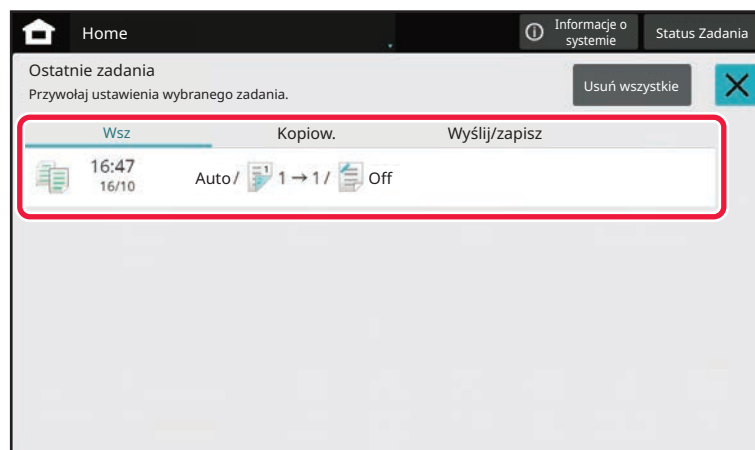 Home
Informacje o
systemie
Status Zadania
Ostatnie zadania
Przywołaj ustawienia wybranego zadania.
Usuń wszystkie
Wsz Kopiow. Wyślij/zapisz
16:47
16/10
Auto / 1 1 → 1 / Off